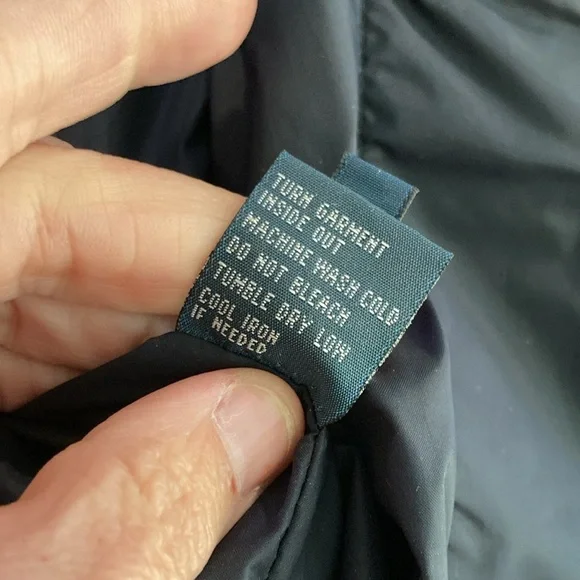 TURN GARMENT
INSIDE OUT
MACHINE WASH COLD
DO NOT BLEACH
TUMBLE DRY LOW
COOL IRON
IF NEEDED